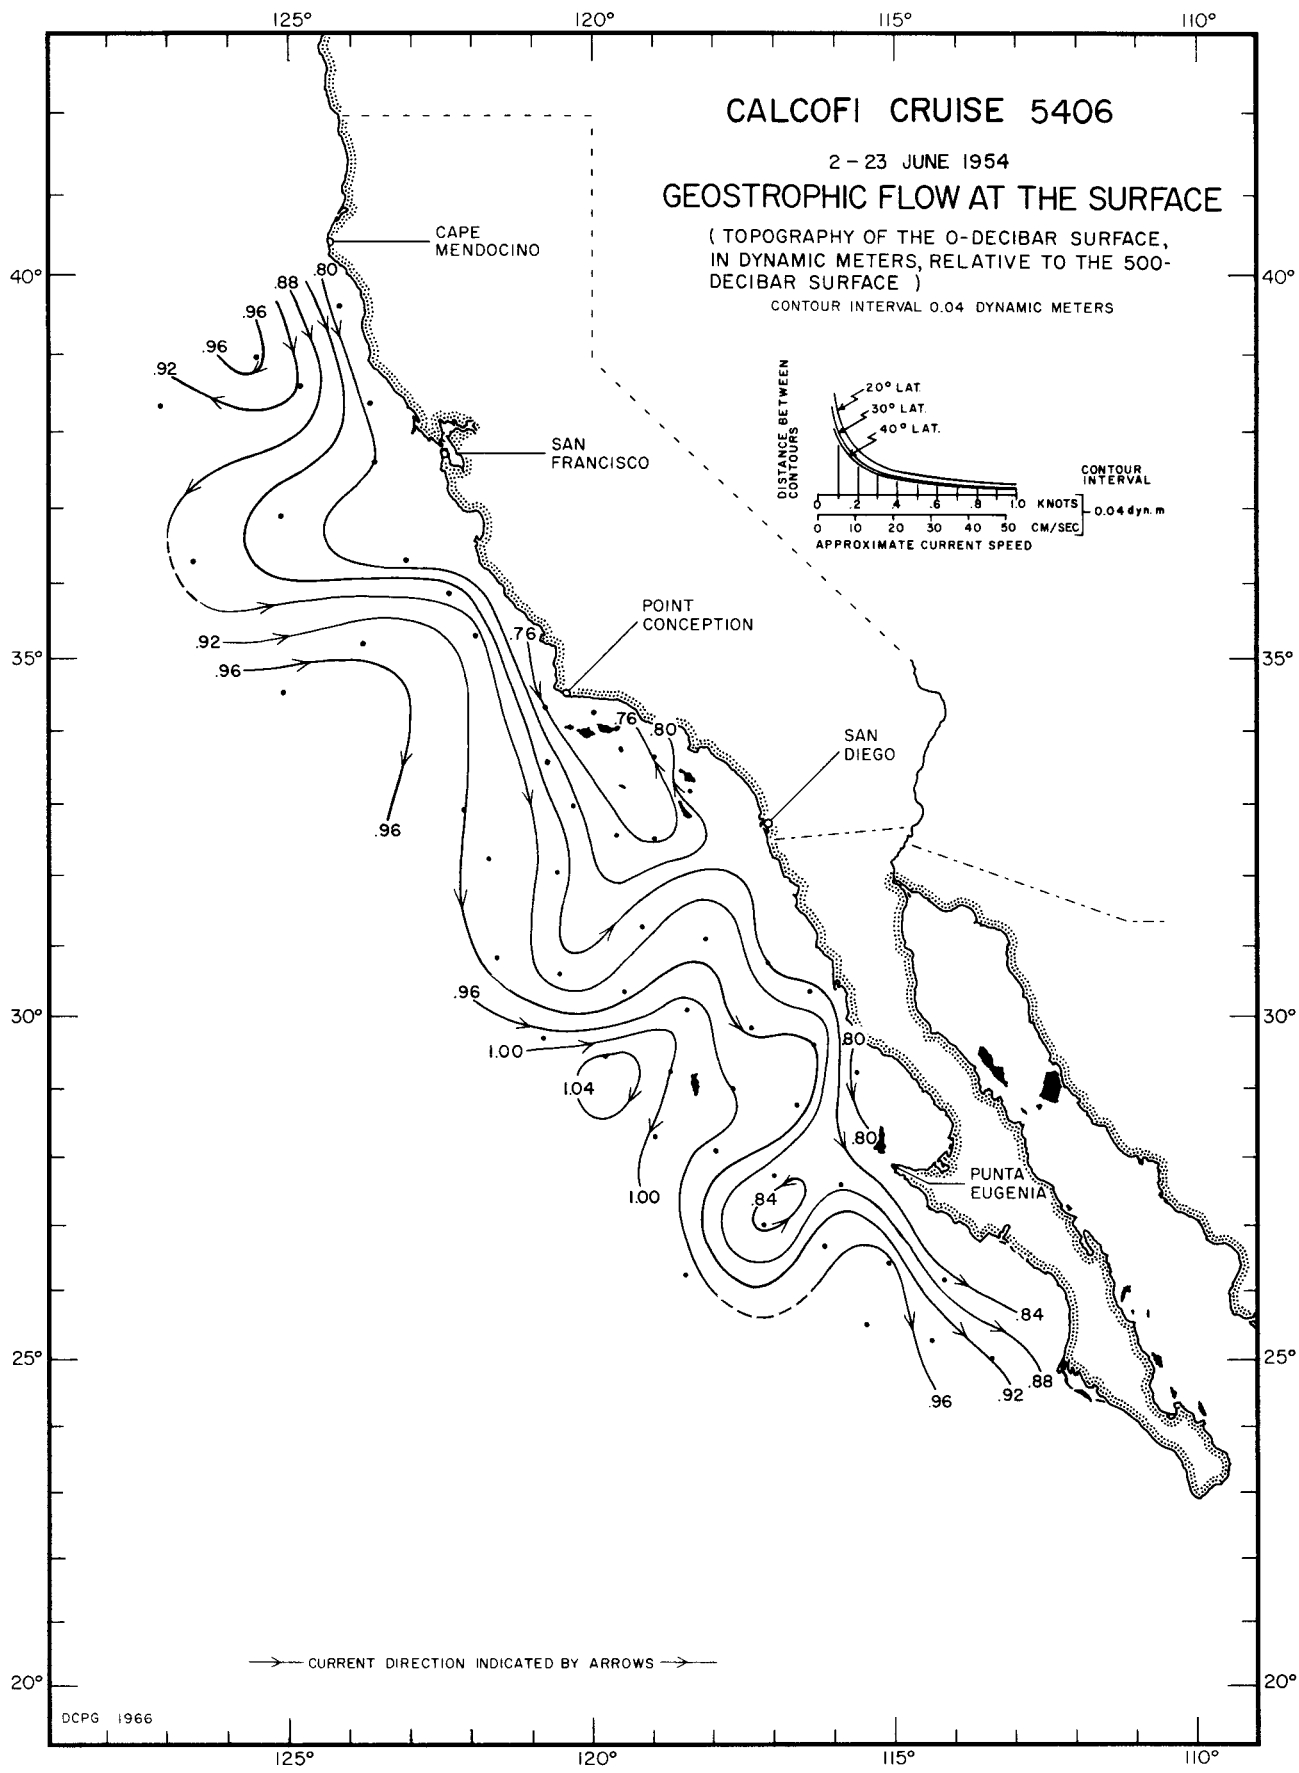 125°
120°
115°
110°
CALCOFI CRUISE 5406
2-23 JUNE 1954
GEOSTROPHIC FLOW AT THE SURFACE
( TOPOGRAPHY OF THE 0-DECIBAR SURFACE,
IN DYNAMIC METERS, RELATIVE TO THE 500-
DECIBAR SURFACE )
CONTOUR INTERVAL 0.04 DYNAMIC METERS
CAPE
MENDOCINO
40°
40°
.80
.88
.96
.96
.92
DISTANCE BETWEEN
CONTOURS
20° LAT.
30° LAT.
40° LAT.
CONTOUR
INTERVAL
0 .2 .4 .6 .8 1.0 KNOTS
0.04 dyn. m
0 10 20 30 40 50 CM/SEC
APPROXIMATE CURRENT SPEED
SAN
FRANCISCO
POINT
CONCEPTION
.76
.92
.96
35°
35°
.76
.80
SAN
DIEGO
.96
.96
30°
30°
1.00
.80
1.04
.80
1.00
.84
PUNTA
EUGENIA
.84
25°
25°
.88
.92
.96
CURRENT DIRECTION INDICATED BY ARROWS
20°
20°
DCPG 1966
125°
120°
115°
110°